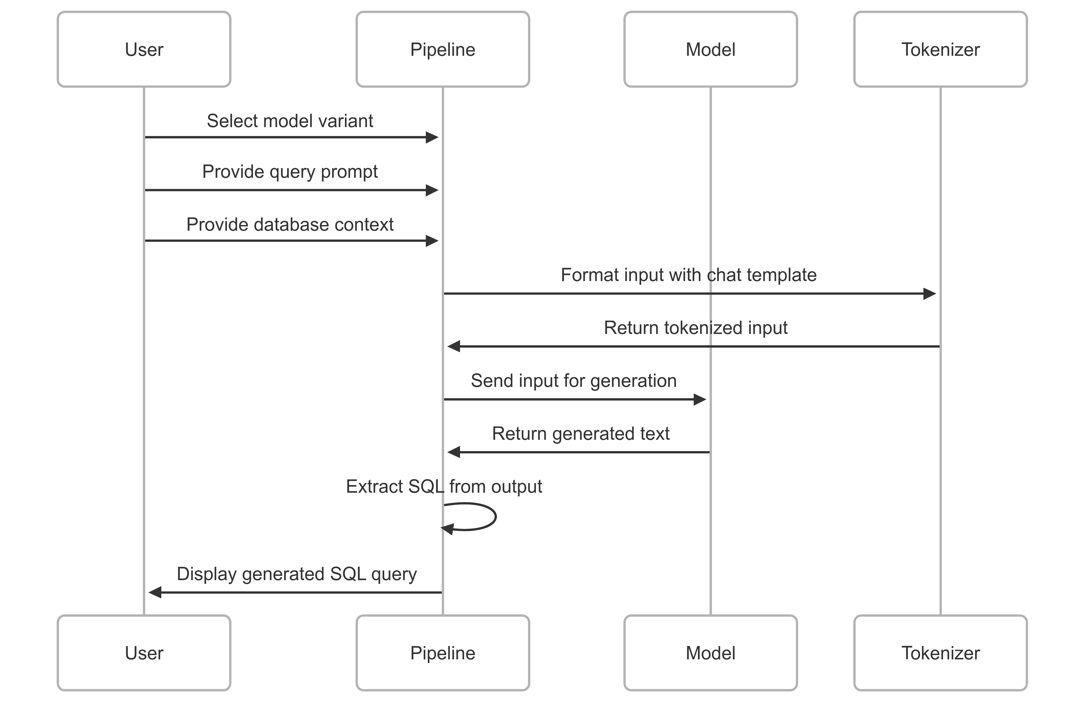 User
Pipeline
Model
Tokenizer
Select model variant
Provide query prompt
Provide database context
Format input with chat template
Return tokenized input
Send input for generation
Return generated text
Extract SQL from output
Display generated SQL query
User
Pipeline
Model
Tokenizer